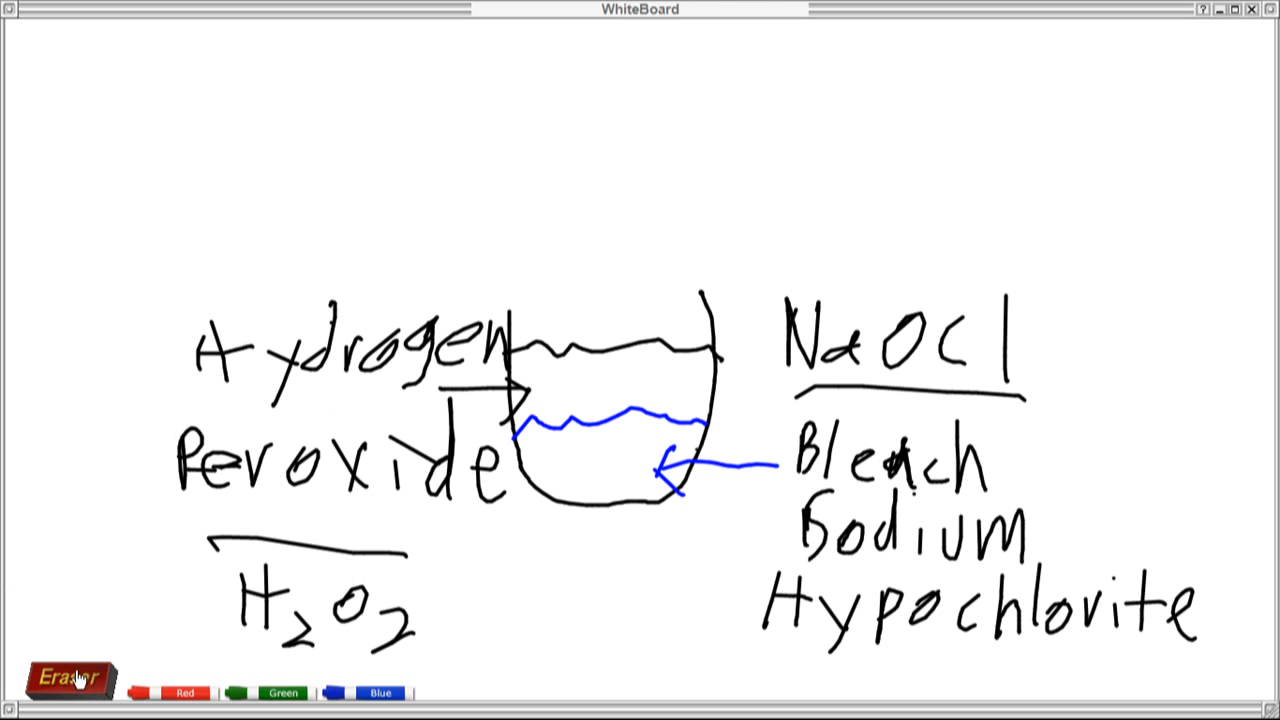 WhiteBoard
Hydrogen
Peroxide
H2O2
NaOCl
Bleach
Sodium
Hypochlorite
Eraser
Red
Green
Blue